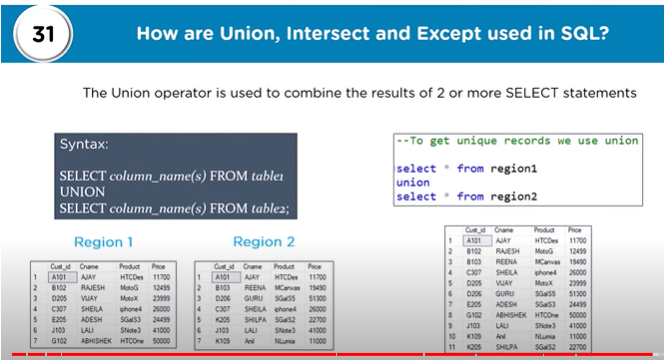 31
How are Union, Intersect and Except used in SQL?
The Union operator is used to combine the results of 2 or more SELECT statements
Syntax:
SELECT column_name(s) FROM table1
UNION
SELECT column_name(s) FROM table2;
--To get unique records we use union
select * from region1
union
select * from region2
Region 1
Cust_id Cname Product Price
1 A101 AJAY HTCDes 11700
2 B102 RAJESH MotoG 12499
3 D205 VIJAY MotoX 23999
4 C307 SHEILA iphone4 26000
5 E205 ADESH SGalS3 24499
6 J103 LALI SNote3 41000
7 G102 ABHISHEK HTCOne 50000
Region 2
Cust_id Cname Product Price
1 A101 AJAY HTCDes 11700
2 B103 REENA MCanvas 19490
3 D206 GURU SGalS5 51300
4 C307 SHEILA iphone4 26000
5 K205 SHILPA SGalS2 22700
6 J103 LALI SNote3 41000
7 K109 Anil NLumia 11000
Cust_id Cname Product Price
1 A101 AJAY HTCDes 11700
2 B102 RAJESH MotoG 12499
3 B103 REENA MCanvas 19490
4 C307 SHEILA iphone4 26000
5 D205 VIJAY MotoX 23999
6 D206 GURU SGalS5 51300
7 E205 ADESH SGalS3 24499
8 G102 ABHISHEK HTCOne 50000
9 J103 LALI SNote3 41000
10 K109 Anil NLumia 11000
11 K205 SHILPA SGalS2 22700